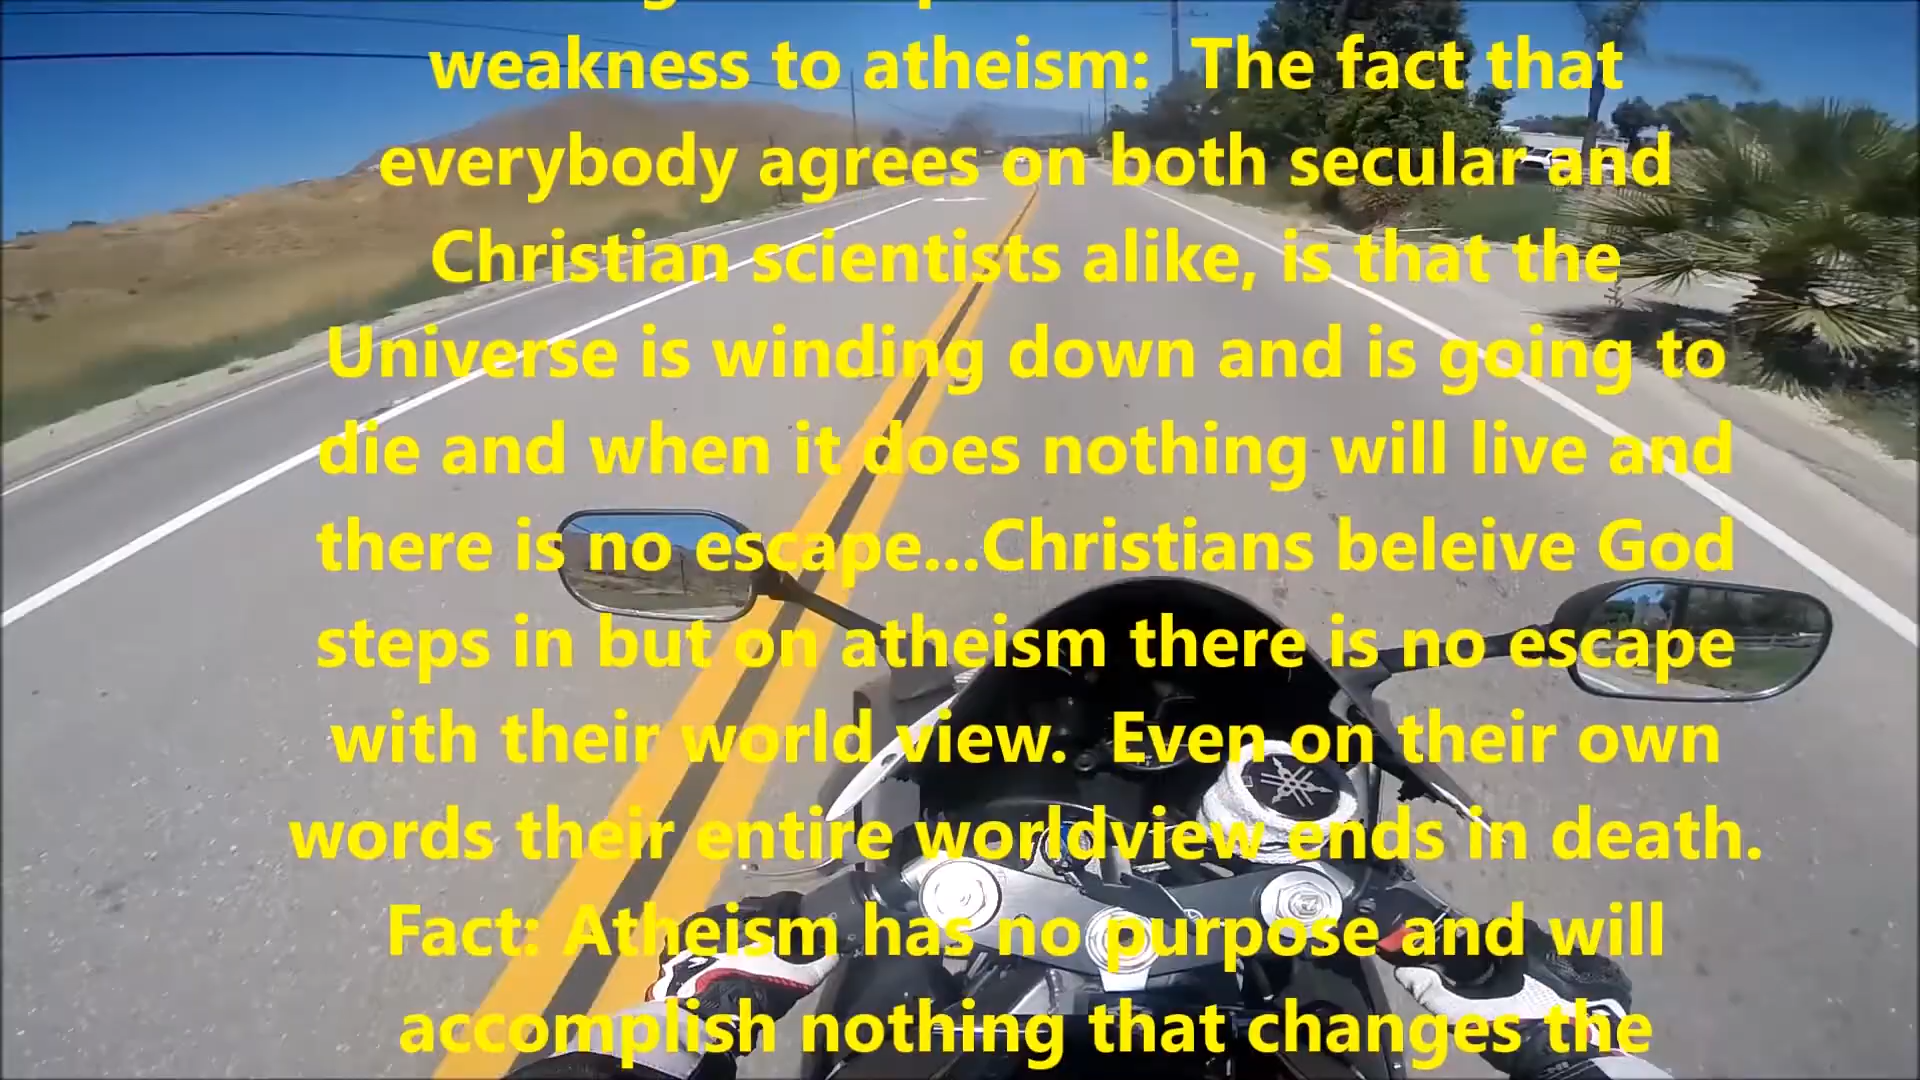 weakness to atheism: The fact that
everybody agrees on both secular and
Christian scientists alike, is that the
Universe is winding down and is going to
die and when it does nothing will live and
there is no escape...Christians beleive God
steps in but on atheism there is no escape
with their world view. Even on their own
words their entire worldview ends in death.
Fact: Atheism has no purpose and will
accomplish nothing that changes the